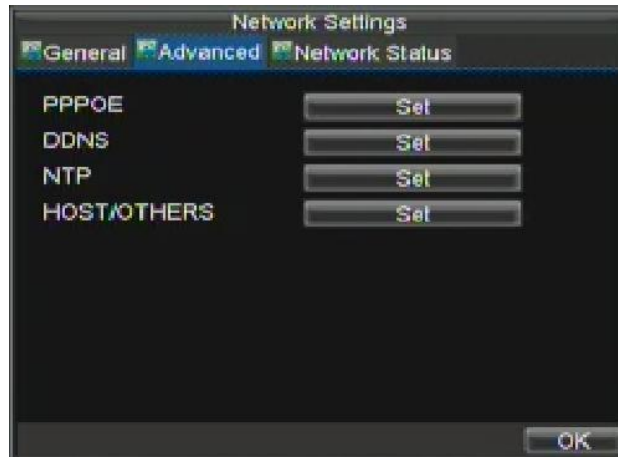 Network Settings
General Advanced Network Status
PPPOE Set
DDNS Set
NTP Set
HOST/OTHERS Set
OK